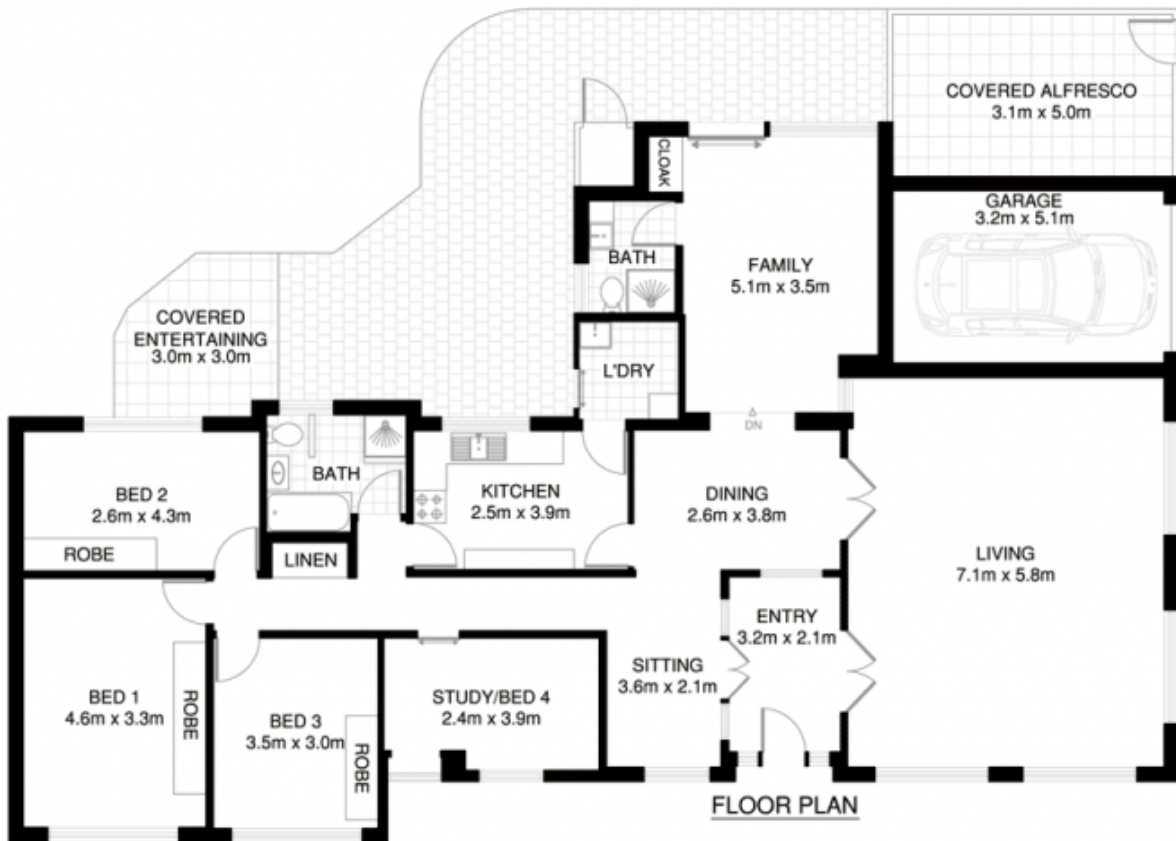 COVERED ALFRESCO
3.1m x 5.0m
CLOAK
GARAGE
3.2m x 5.1m
BATH
FAMILY
5.1m x 3.5m
COVERED
ENTERTAINING
3.0m x 3.0m
L'DRY
DN
BATH
BED 2
2.6m x 4.3m
KITCHEN
2.5m x 3.9m
DINING
2.6m x 3.8m
ROBE
LINEN
LIVING
7.1m x 5.8m
ENTRY
3.2m x 2.1m
SITTING
3.6m x 2.1m
BED 1
4.6m x 3.3m
ROBE
STUDY/BED 4
2.4m x 3.9m
BED 3
3.5m x 3.0m
ROBE
FLOOR PLAN